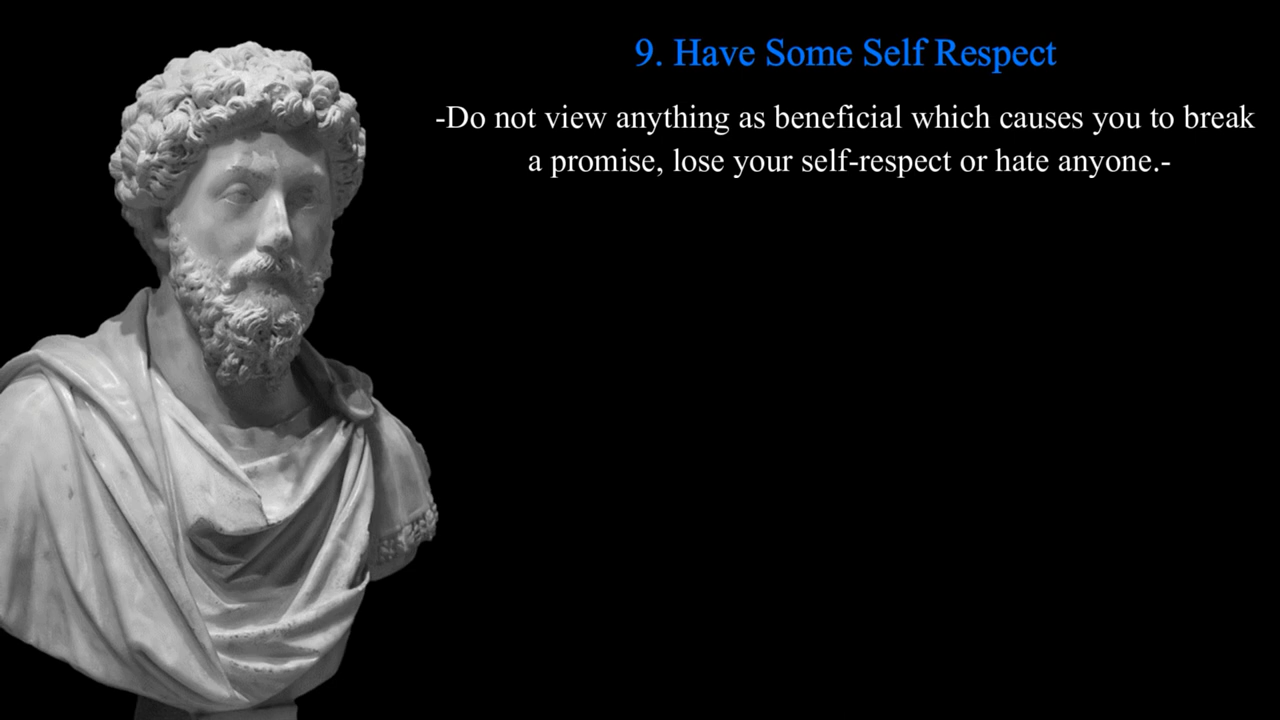 9. Have Some Self Respect
-Do not view anything as beneficial which causes you to break
a promise, lose your self-respect or hate anyone.-